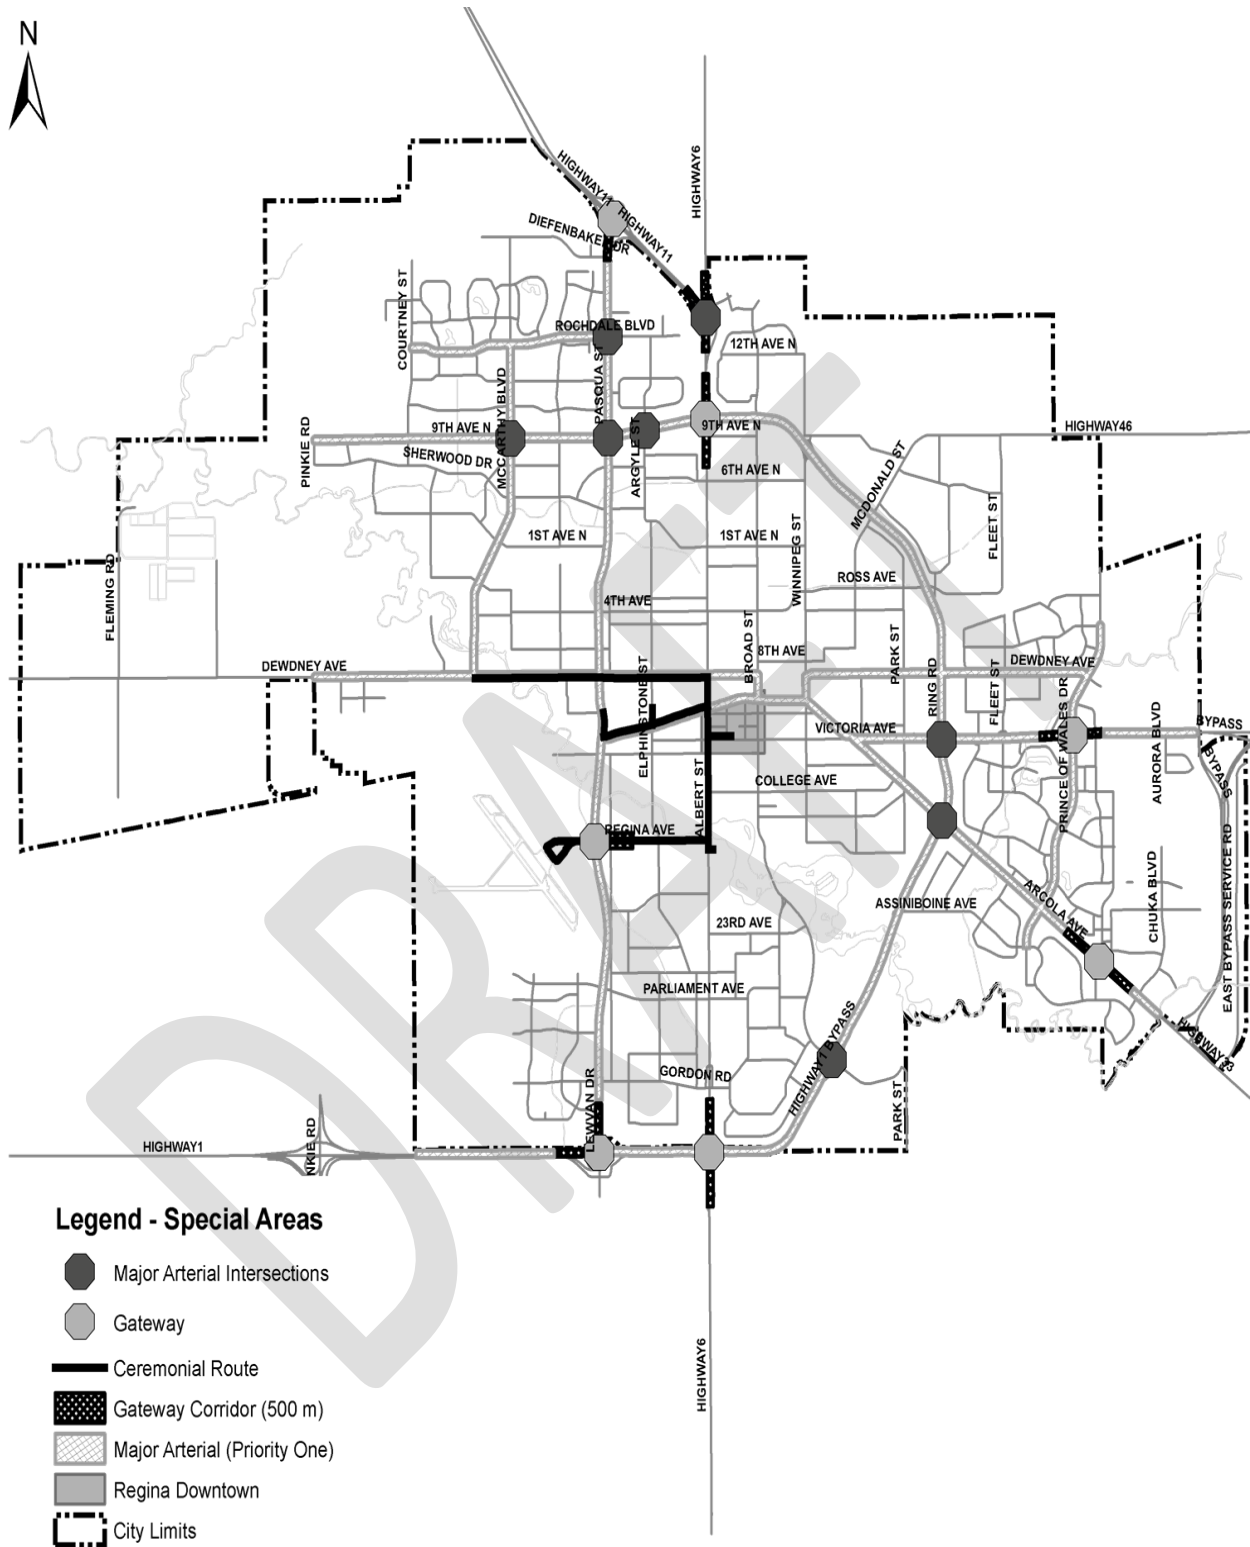 N
HIGHWAY11
HIGHWAY6
HIGHWAY11
DIEFENBAKER DR
COURTNEY ST
ROCHDALE BLVD
12TH AVE N
PASQUA ST
MCCARTHY BLVD
9TH AVE N
9TH AVE N
HIGHWAY46
PINKIE RD
SHERWOOD DR
ARGYLE ST
6TH AVE N
MCDONALD ST
FLEET ST
1ST AVE N
1ST AVE N
WINNIPEG ST
FLEMING RD
ROSS AVE
4TH AVE
BROAD ST
8TH AVE
PARK ST
DEWDNEY AVE
DEWDNEY AVE
ELPHINSTONE ST
RING RD
FLEET ST
PRINCE OF WALES DR
AURORA BLVD
BYPASS
VICTORIA AVE
BYPASS
COLLEGE AVE
ALBERT ST
REGINA AVE
EAST BYPASS SERVICE RD
CHUKA BLVD
ARCOLA AVE
ASSINIBOINE AVE
23RD AVE
PARLIAMENT AVE
HIGHWAY1 BYPASS
HIGHWAY33
GORDON RD
LEWVAN DR
PARK ST
HIGHWAY1
NKIE RD
DRAFT
Legend - Special Areas
Major Arterial Intersections
Gateway
Ceremonial Route
Gateway Corridor (500 m)
Major Arterial (Priority One)
Regina Downtown
City Limits
HIGHWAY6